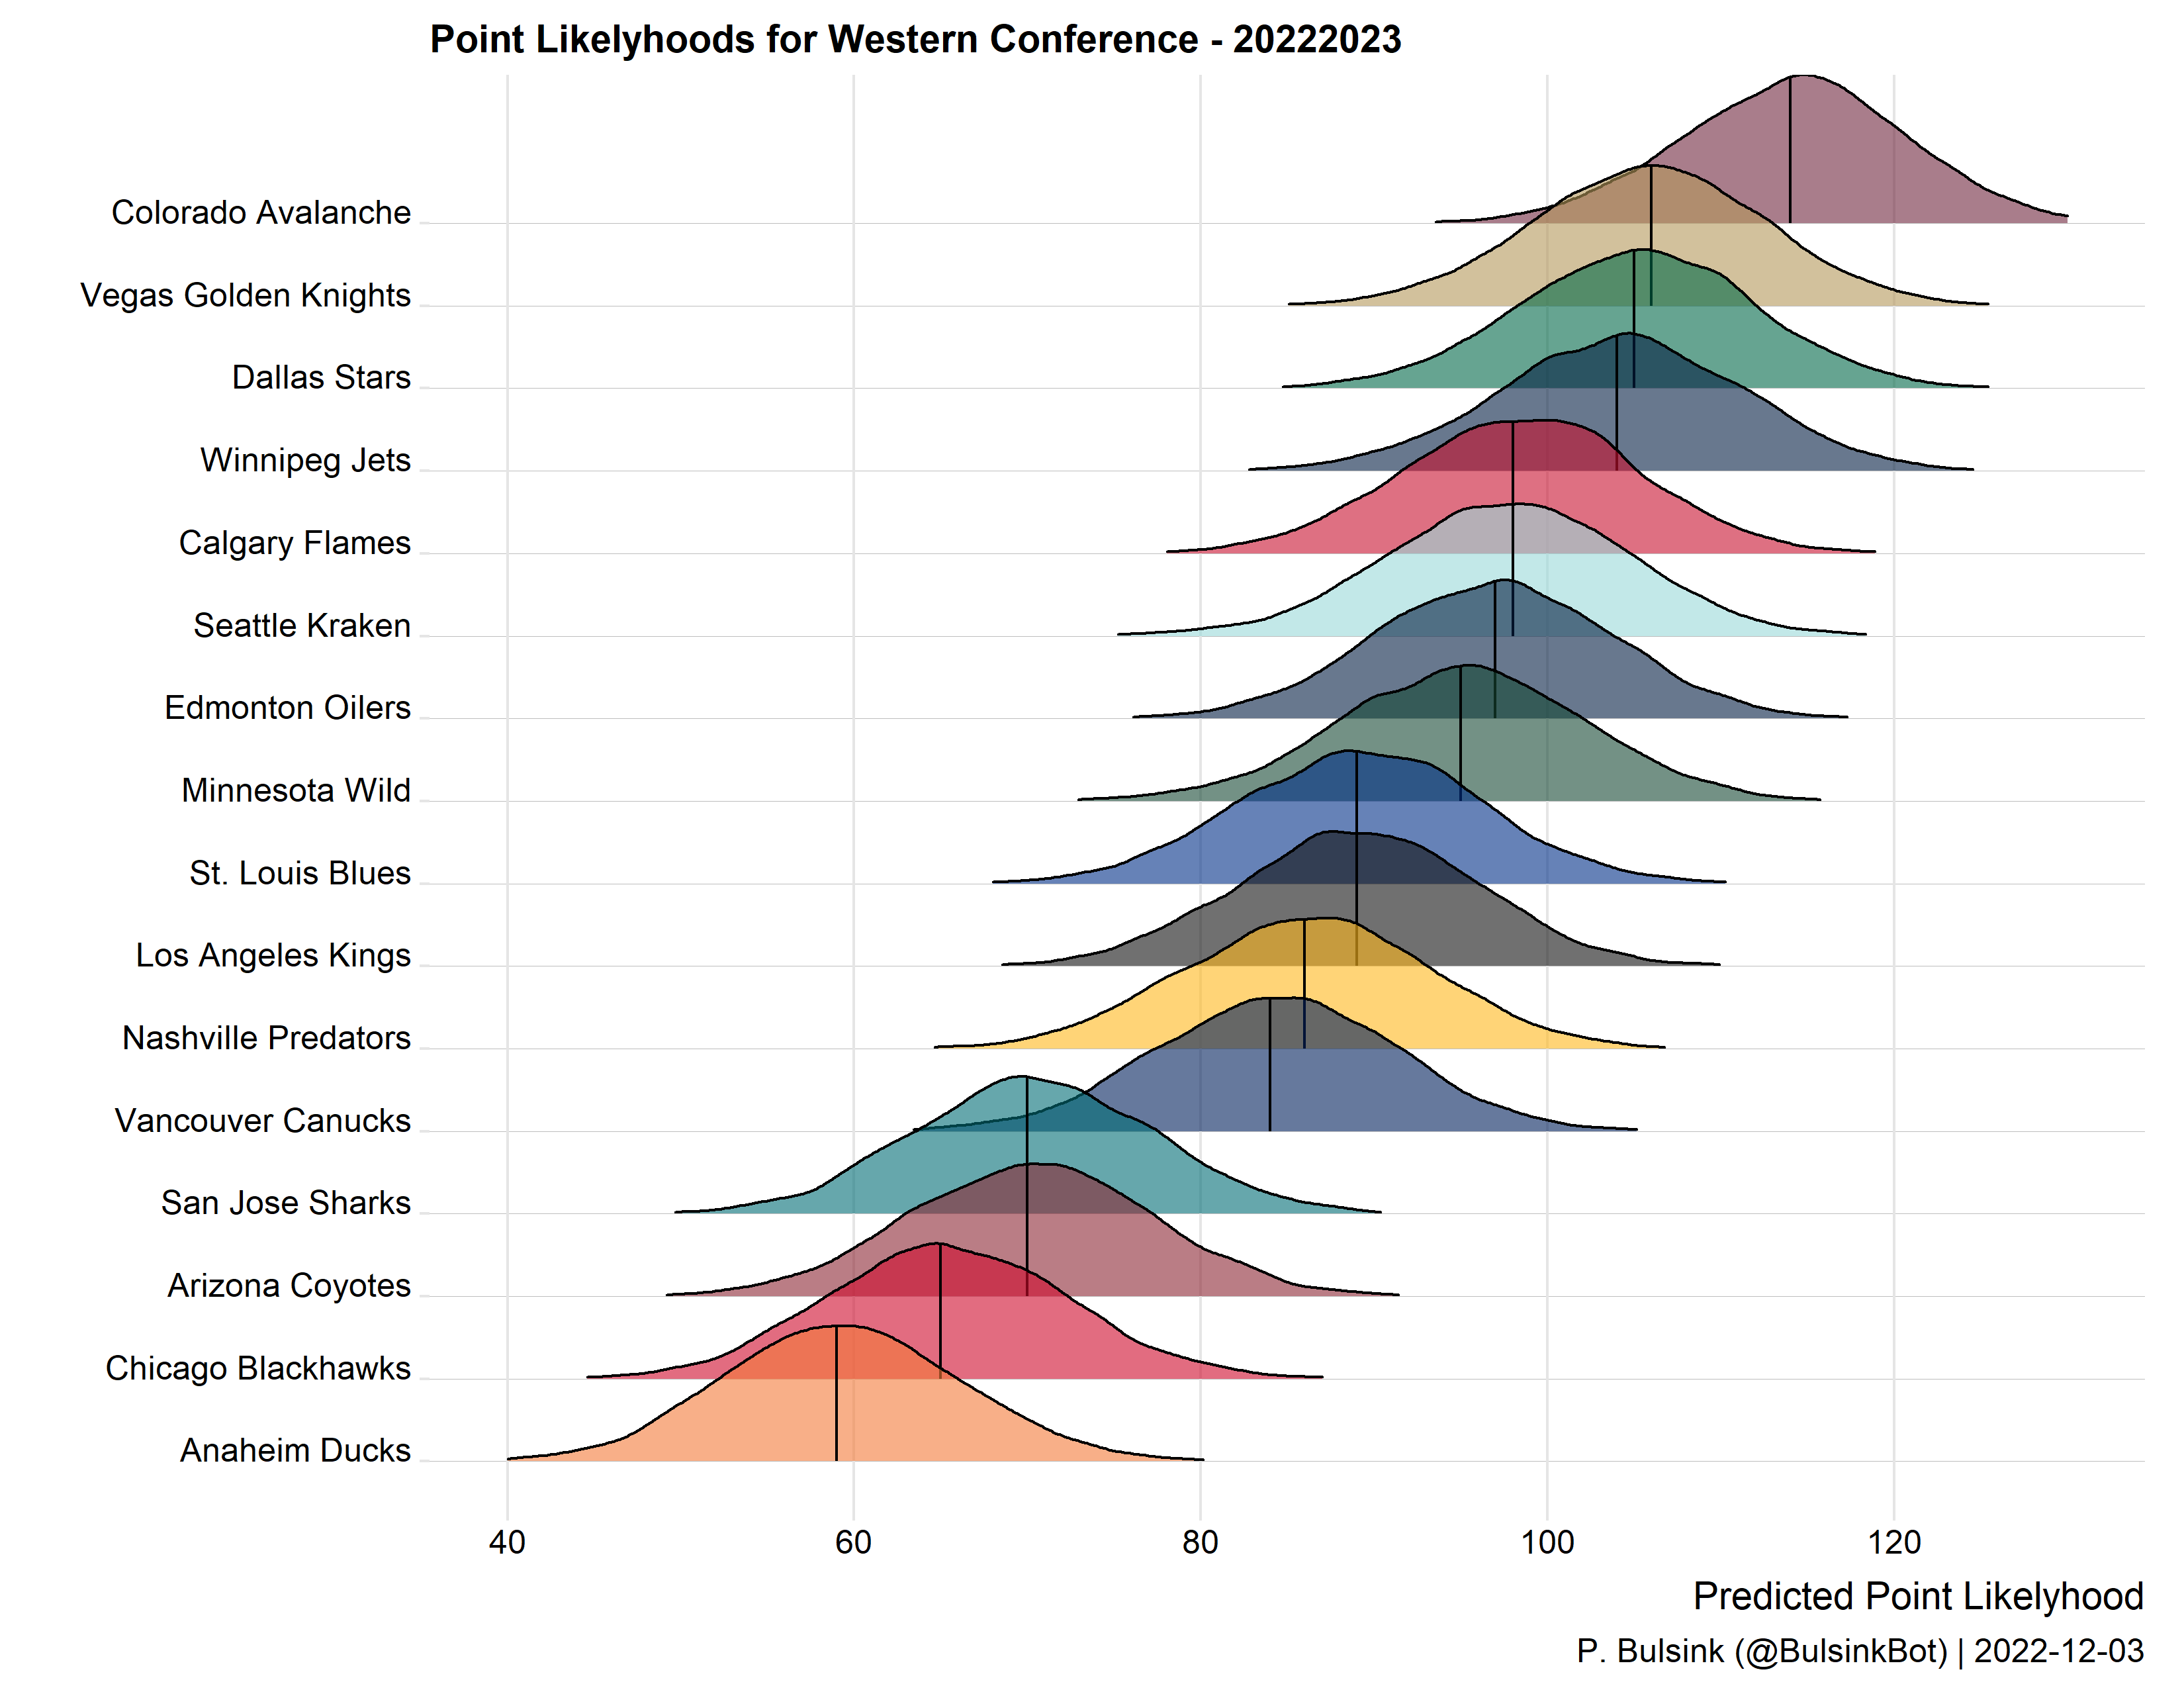 Point Likelyhoods for Western Conference - 20222023
Colorado Avalanche
Vegas Golden Knights
Dallas Stars
Winnipeg Jets
Calgary Flames
Seattle Kraken
Edmonton Oilers
Minnesota Wild
St. Louis Blues
Los Angeles Kings
Nashville Predators
Vancouver Canucks
San Jose Sharks
Arizona Coyotes
Chicago Blackhawks
Anaheim Ducks
40 60 80 100 120
Predicted Point Likelyhood
P. Bulsink (@BulsinkBot) | 2022-12-03